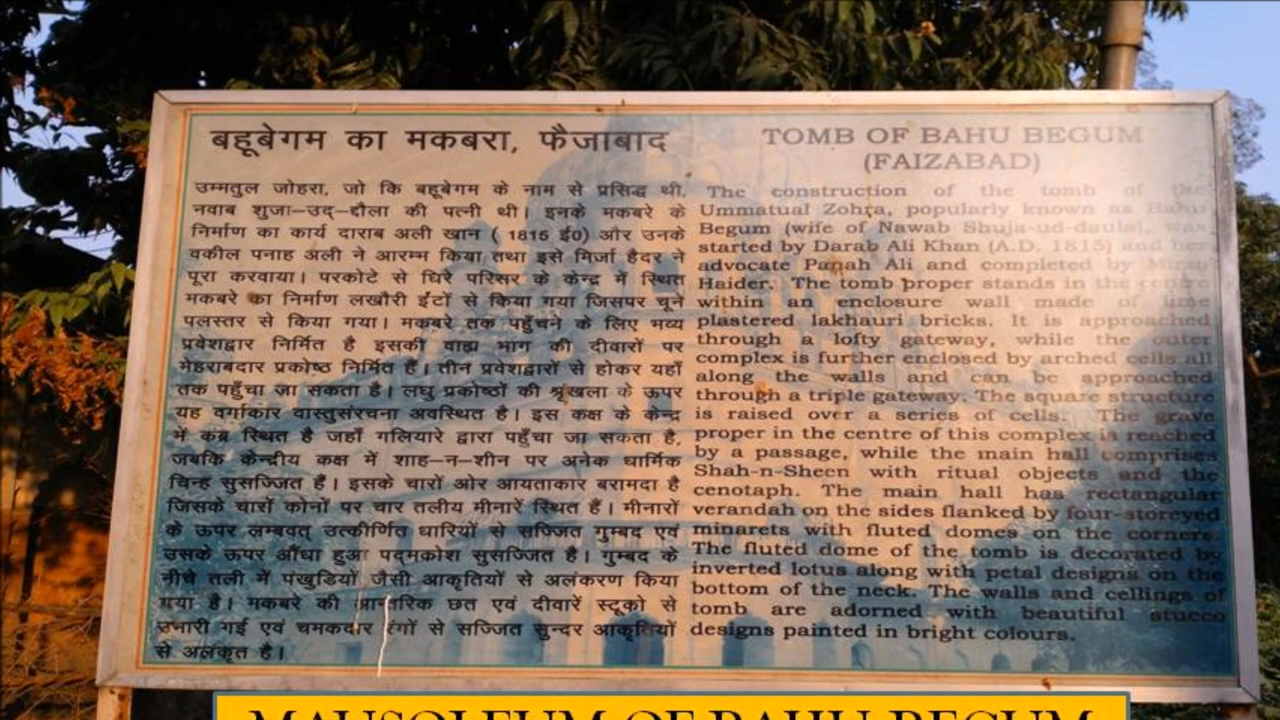 बहूबेगम का मकबरा, फैजाबाद
उम्मतुल जोहरा, जो कि बहूबेगम के नाम से प्रसिद्ध थी,
नवाब शुजा–उद्–दौला की पत्नी थी। इनके मकबरे के
निर्माण का कार्य दाराब अली खान ( 1815 ई0) और उनके
वकील पनाह अली ने आरम्भ किया तथा इसे मिर्जा हैदर ने
पूरा करवाया। परकोटे से घिरे परिसर के केन्द्र में स्थित
मकबरे का निर्माण लखौरी ईंटों से किया गया जिसपर चूने
पलस्तर से किया गया। मकबरे तक पहुँचने के लिए भव्य
प्रवेशद्वार निर्मित है इसकी वाह्य भाग की दीवारों पर
मेहराबदार प्रकोष्ठ निर्मित हैं। तीन प्रवेशद्वारों से होकर यहाँ
तक पहुँचा जा सकता है। लघु प्रकोष्ठों की श्रृंखला के ऊपर
यह वर्गाकार वास्तुसंरचना अवस्थित है। इस कक्ष के केन्द्र
में कब्र स्थित है जहाँ गलियारे द्वारा पहुँचा जा सकता है,
जबकि केन्द्रीय कक्ष में शाह–न–शीन पर अनेक धार्मिक
चिन्ह सुसज्जित हैं। इसके चारों ओर आयताकार बरामदा है
जिसके चारों कोनों पर चार तलीय मीनारें स्थित हैं। मीनारों
के ऊपर लम्बवत् उत्कीर्णित धारियों से सज्जित गुम्बद एवं
उसके ऊपर औंधा हुआ पद्मकोश सुसज्जित है। गुम्बद के
नीचे तली में पंखुडियों जैसी आकृतियों से अलंकरण किया
गया है। मकबरे की आन्तरिक छत एवं दीवारें स्टूको से
उभारी गई एवं चमकदार रंगों से सज्जित सुन्दर आकृतियों
से अलंकृत है।
TOMB OF BAHU BEGUM
(FAIZABAD)
The construction of the tomb of the
Ummatual Zohra, popularly known as Bahu
Begum (wife of Nawab Shuja-ud-daula), was
started by Darab Ali Khan (A.D. 1815) and her
advocate Panah Ali and completed by Mirza
Haider. The tomb proper stands in the centre
within an enclosure wall made of lime
plastered lakhauri bricks. It is approached
through a lofty gateway, while the outer
complex is further enclosed by arched cells all
along the walls and can be approached
through a triple gateway. The square structure
is raised over a series of cells. The grave
proper in the centre of this complex is reached
by a passage, while the main hall comprises
Shah-n-Sheen with ritual objects and the
cenotaph. The main hall has rectangular
verandah on the sides flanked by four-storeyed
minarets with fluted domes on the corners.
The fluted dome of the tomb is decorated by
inverted lotus along with petal designs on the
bottom of the neck. The walls and ceilings of
tomb are adorned with beautiful stucco
designs painted in bright colours.
MAUSOLEUM OF BAHU BEGUM